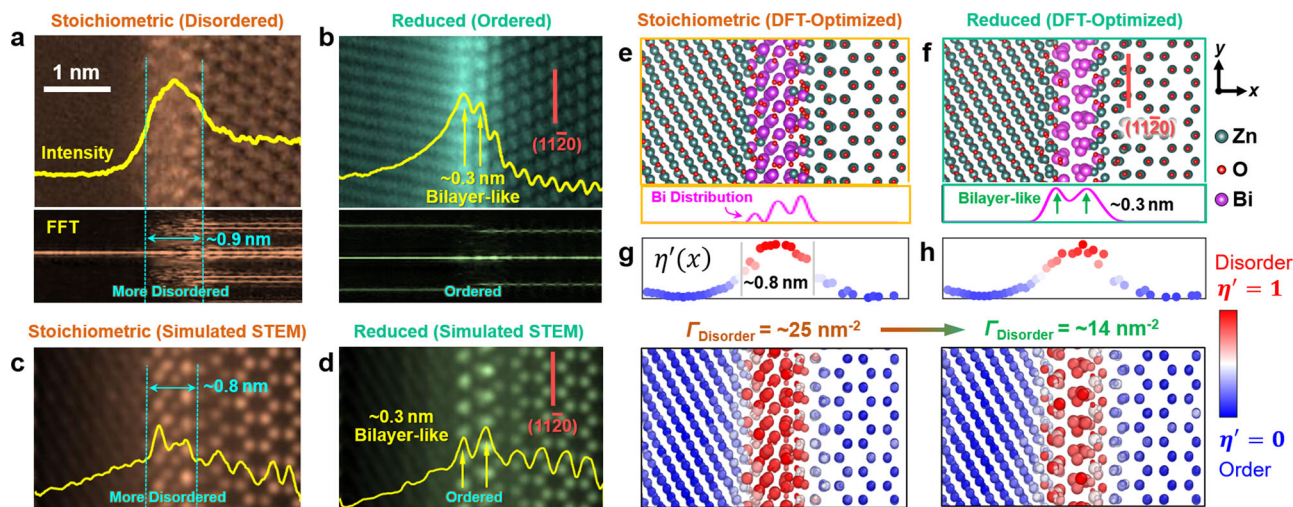 Stoichiometric (Disordered)
a
1 nm
Intensity
FFT
~0.9 nm
More Disordered
Reduced (Ordered)
b
(112̅0)
~0.3 nm
Bilayer-like
Ordered
Stoichiometric (Simulated STEM)
c
~0.8 nm
More Disordered
Reduced (Simulated STEM)
d
~0.3 nm
Bilayer-like
(112̅0)
Ordered
Stoichiometric (DFT-Optimized)
e
Bi Distribution
Reduced (DFT-Optimized)
f
(112̅0)
Bilayer-like
~0.3 nm
y
x
Zn
O
Bi
g
η′(x)
~0.8 nm
h
Γ_Disorder = ~25 nm⁻²
Γ_Disorder = ~14 nm⁻²
Disorder
η′ = 1
η′ = 0
Order